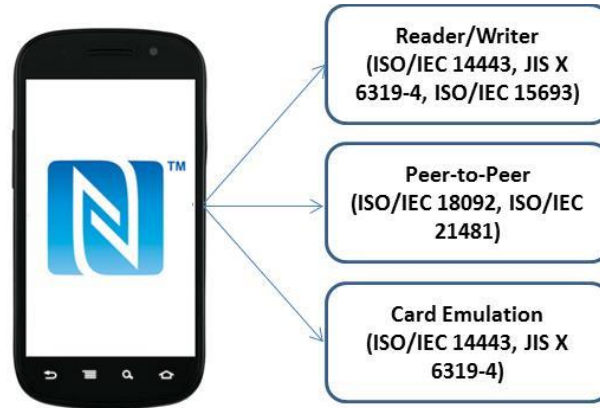 Reader/Writer
(ISO/IEC 14443, JIS X
6319-4, ISO/IEC 15693)
TM
Peer-to-Peer
(ISO/IEC 18092, ISO/IEC
21481)
Card Emulation
(ISO/IEC 14443, JIS X
6319-4)